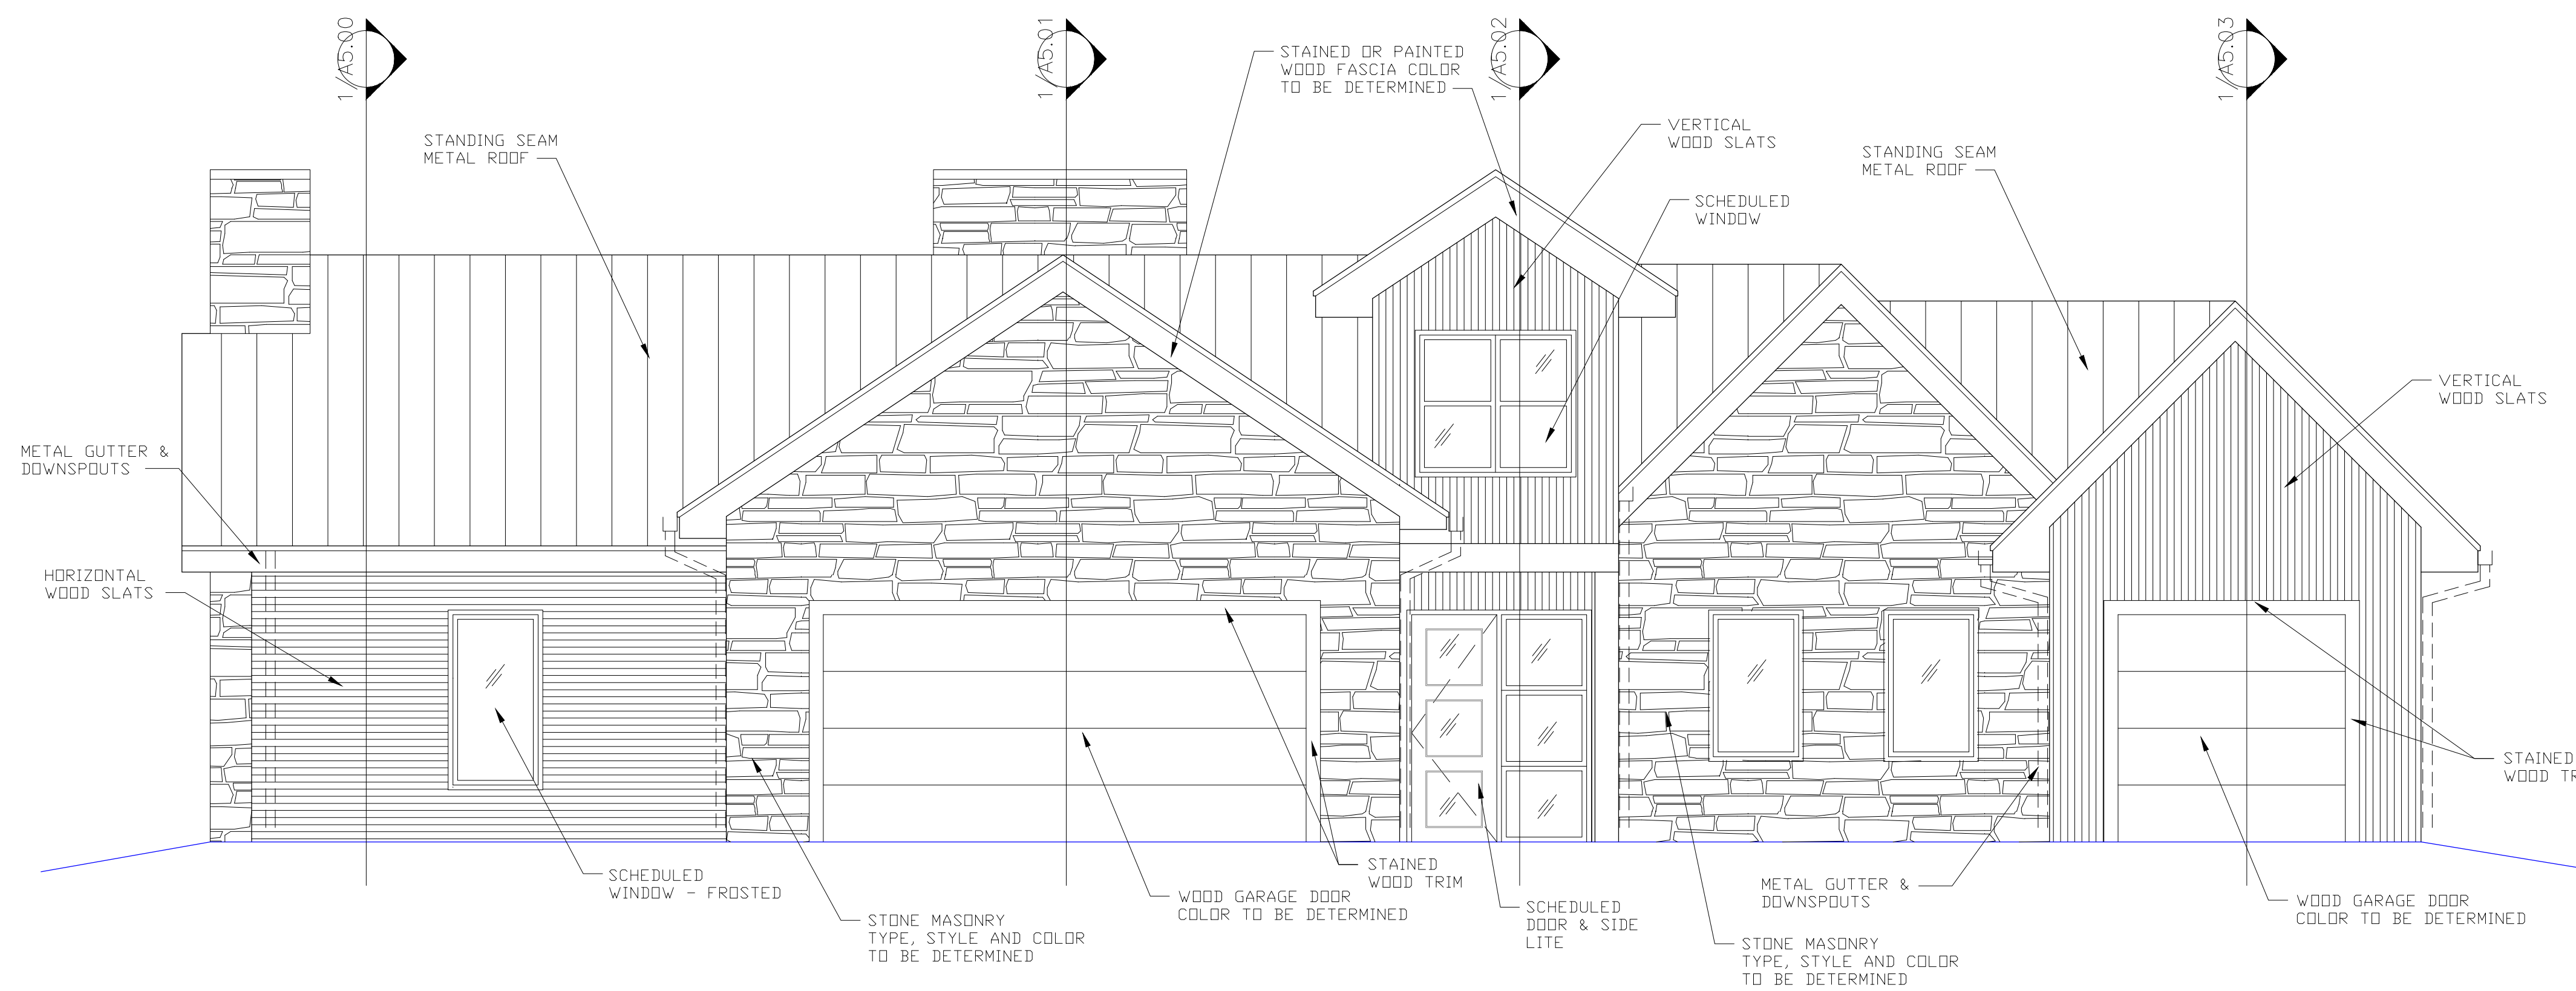 1/A5.00
1/A5.01
1/A5.02
1/A5.03
STAINED OR PAINTED
WOOD FASCIA COLOR
TO BE DETERMINED
VERTICAL
WOOD SLATS
STANDING SEAM
METAL ROOF
STANDING SEAM
METAL ROOF
SCHEDULED
WINDOW
VERTICAL
WOOD SLATS
METAL GUTTER &
DOWNSPOUTS
HORIZONTAL
WOOD SLATS
STAINED
WOOD TR
SCHEDULED
WINDOW - FROSTED
STAINED
WOOD TRIM
WOOD GARAGE DOOR
COLOR TO BE DETERMINED
STONE MASONRY
TYPE, STYLE AND COLOR
TO BE DETERMINED
SCHEDULED
DOOR & SIDE
LITE
METAL GUTTER &
DOWNSPOUTS
WOOD GARAGE DOOR
COLOR TO BE DETERMINED
STONE MASONRY
TYPE, STYLE AND COLOR
TO BE DETERMINED